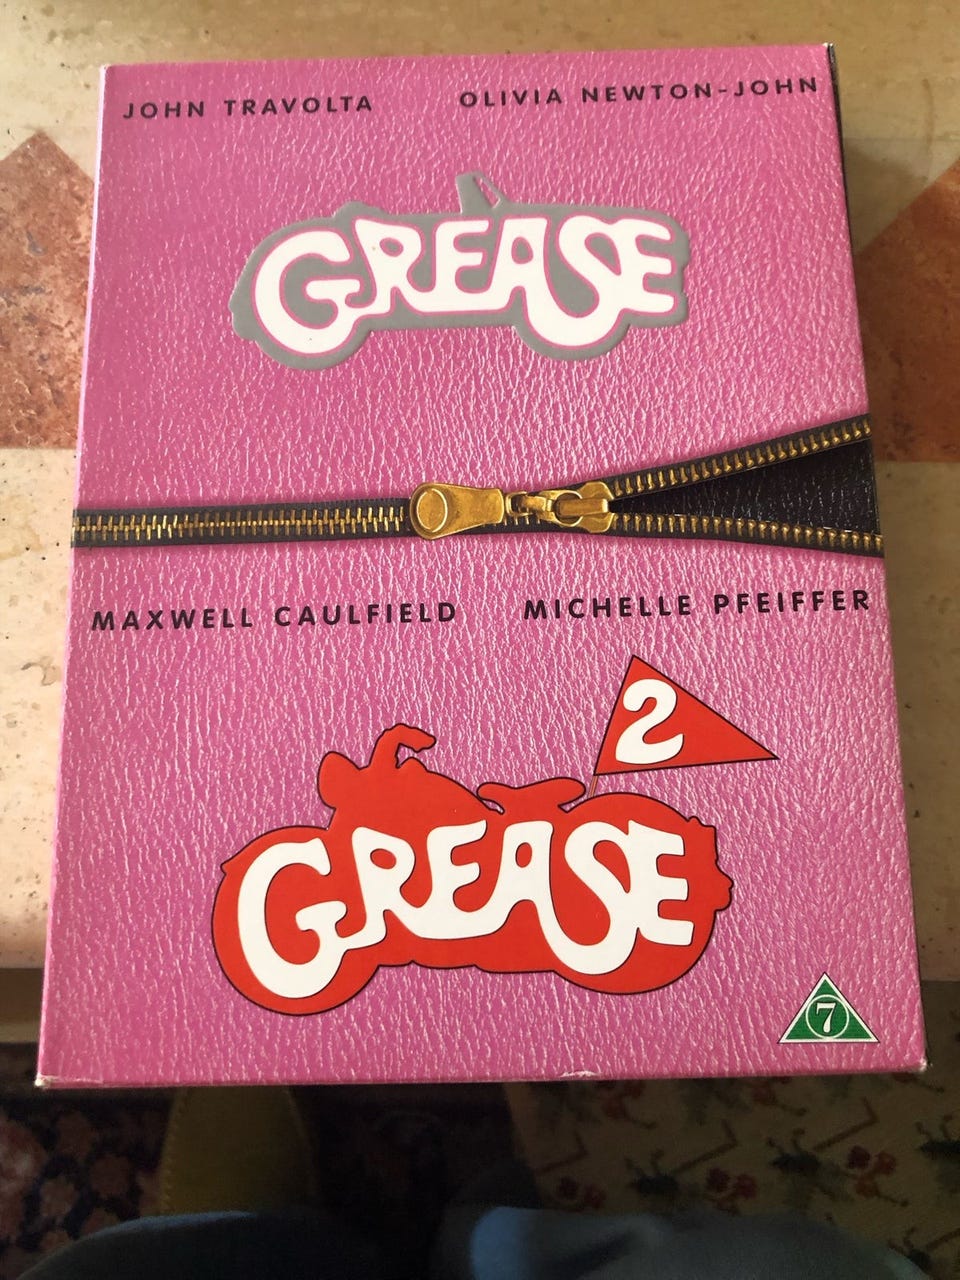 JOHN TRAVOLTA OLIVIA NEWTON-JOHN
GREASE
MAXWELL CAULFIELD MICHELLE PFEIFFER
2
GREASE
7